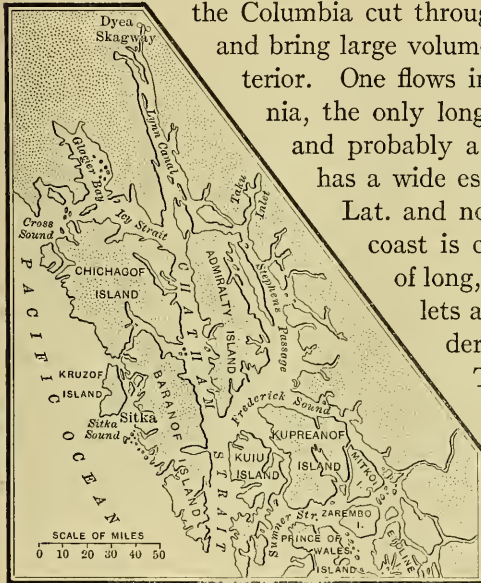 the Columbia cut throug
and bring large volum
terior. One flows in
nia, the only long
and probably a
has a wide es
Lat. and no
coast is c
of long,
lets a
der
T
Dyea
Skagway
Lynn Canal
Glacier Bay
Taku Inlet
Cross
Sound
Icy Strait
CHICHAGOF
ISLAND
ADMIRALTY
ISLAND
Stephens Passage
CHATHAM STRAIT
PACIFIC OCEAN
KRUZOF
ISLAND
BARANOF
ISLAND
Sitka
Sitka
Sound
Frederick Sound
KUPREANOF
ISLAND
KUIU
ISLAND
MITKOF
Sumner Str.
ZAREMBO
I.
PRINCE OF
WALES
ISLAND
SCALE OF MILES
0 10 20 30 40 50